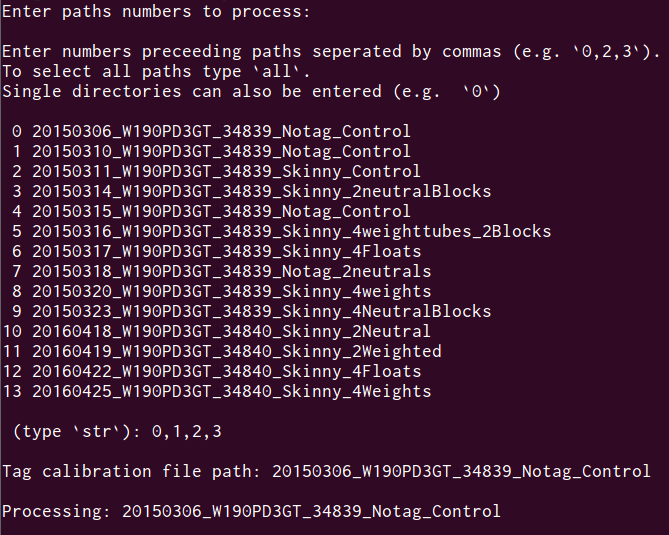 Enter paths numbers to process:
Enter numbers preceeding paths seperated by commas (e.g. `0,2,3`).
To select all paths type `all`.
Single directories can also be entered (e.g.  `0`)
0 20150306_W190PD3GT_34839_Notag_Control
1 20150310_W190PD3GT_34839_Notag_Control
2 20150311_W190PD3GT_34839_Skinny_Control
3 20150314_W190PD3GT_34839_Skinny_2neutralBlocks
4 20150315_W190PD3GT_34839_Notag_Control
5 20150316_W190PD3GT_34839_Skinny_4weighttubes_2Blocks
6 20150317_W190PD3GT_34839_Skinny_4Floats
7 20150318_W190PD3GT_34839_Notag_2neutrals
8 20150320_W190PD3GT_34839_Skinny_4weights
9 20150323_W190PD3GT_34839_Skinny_4NeutralBlocks
10 20160418_W190PD3GT_34840_Skinny_2Neutral
11 20160419_W190PD3GT_34840_Skinny_2Weighted
12 20160422_W190PD3GT_34840_Skinny_4Floats
13 20160425_W190PD3GT_34840_Skinny_4Weights
(type `str`): 0,1,2,3
Tag calibration file path: 20150306_W190PD3GT_34839_Notag_Control
Processing: 20150306_W190PD3GT_34839_Notag_Control